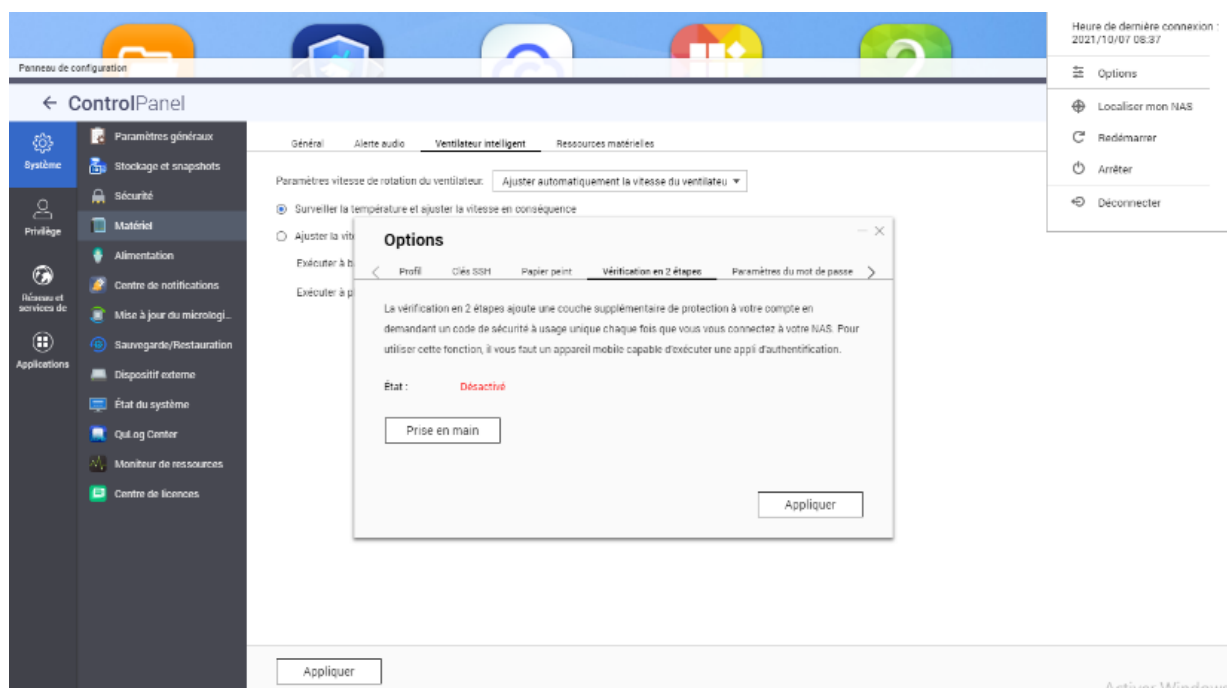 Heure de dernière connexion :
2021/10/07 08:37
Options
Localiser mon NAS
Redémarrer
Arrêter
Déconnecter
Panneau de configuration
ControlPanel
Système
Privilège
Réseau et
services de
Applications
Paramètres généraux
Stockage et snapshots
Sécurité
Matériel
Alimentation
Centre de notifications
Mise à jour du micrologi...
Sauvegarde/Restauration
Dispositif externe
État du système
QuLog Center
Moniteur de ressources
Centre de licences
Général Alerte audio Ventilateur intelligent Ressources matérielles
Paramètres vitesse de rotation du ventilateur. Ajuster automatiquement la vitesse du ventilateu
Surveiller la température et ajuster la vitesse en conséquence
Ajuster la vit
Exécuter à b
Exécuter à p
Options
Profil Clés SSH Papier peint Vérification en 2 étapes Paramètres du mot de passe
La vérification en 2 étapes ajoute une couche supplémentaire de protection à votre compte en
demandant un code de sécurité à usage unique chaque fois que vous vous connectez à votre NAS. Pour
utiliser cette fonction, il vous faut un appareil mobile capable d'exécuter une appli d'authentification.
État : Désactivé
Prise en main
Appliquer
Appliquer